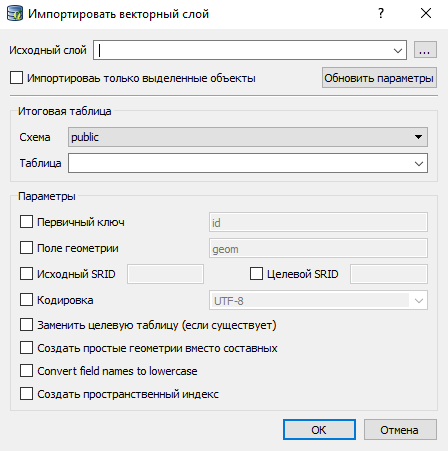 Импортировать векторный слой
Исходный слой ...
Импортироваь только выделенные объекты Обновить параметры
Итоговая таблица
Схема public
Таблица
Параметры
Первичный ключ id
Поле геометрии geom
Исходный SRID Целевой SRID
Кодировка UTF-8
Заменить целевую таблицу (если существует)
Создать простые геометрии вместо составных
Convert field names to lowercase
Создать пространственный индекс
OK Отмена